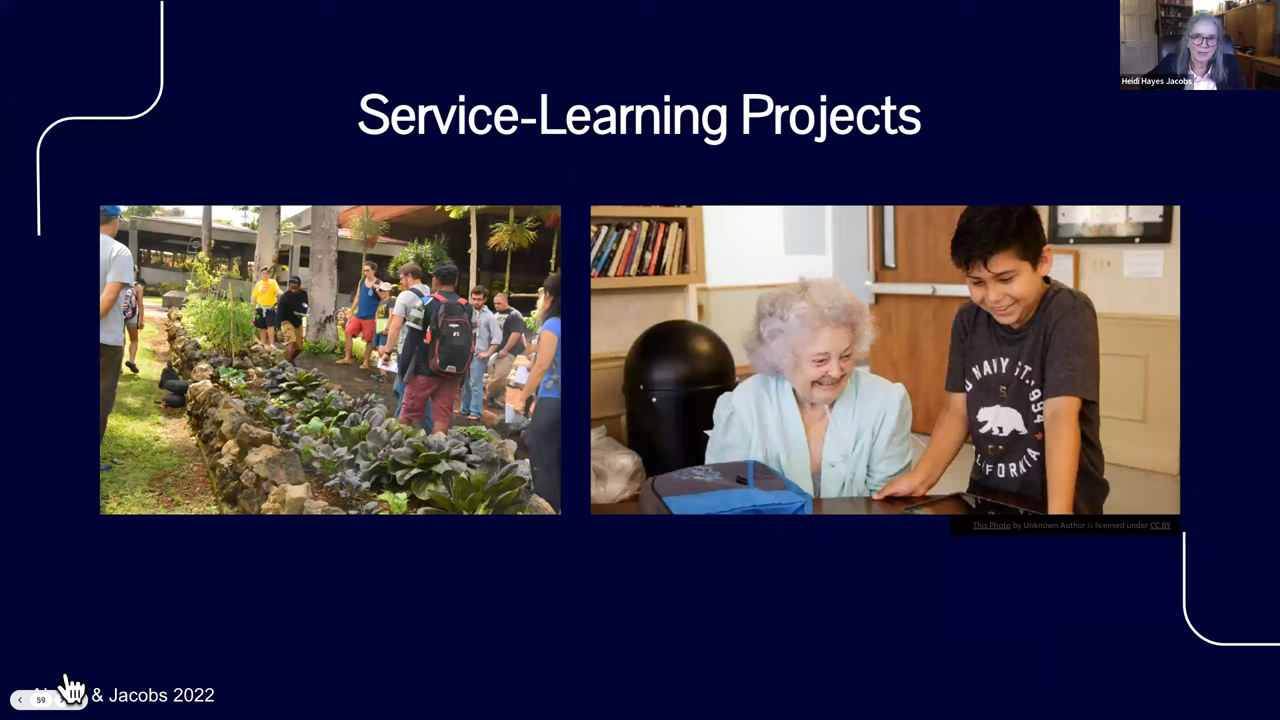 Heidi Hayes Jacobs
Service-Learning Projects
NAVY ST.
994
S
CALIFORNIA
This Photo by Unknown Author is licensed under CC BY
59
& Jacobs 2022